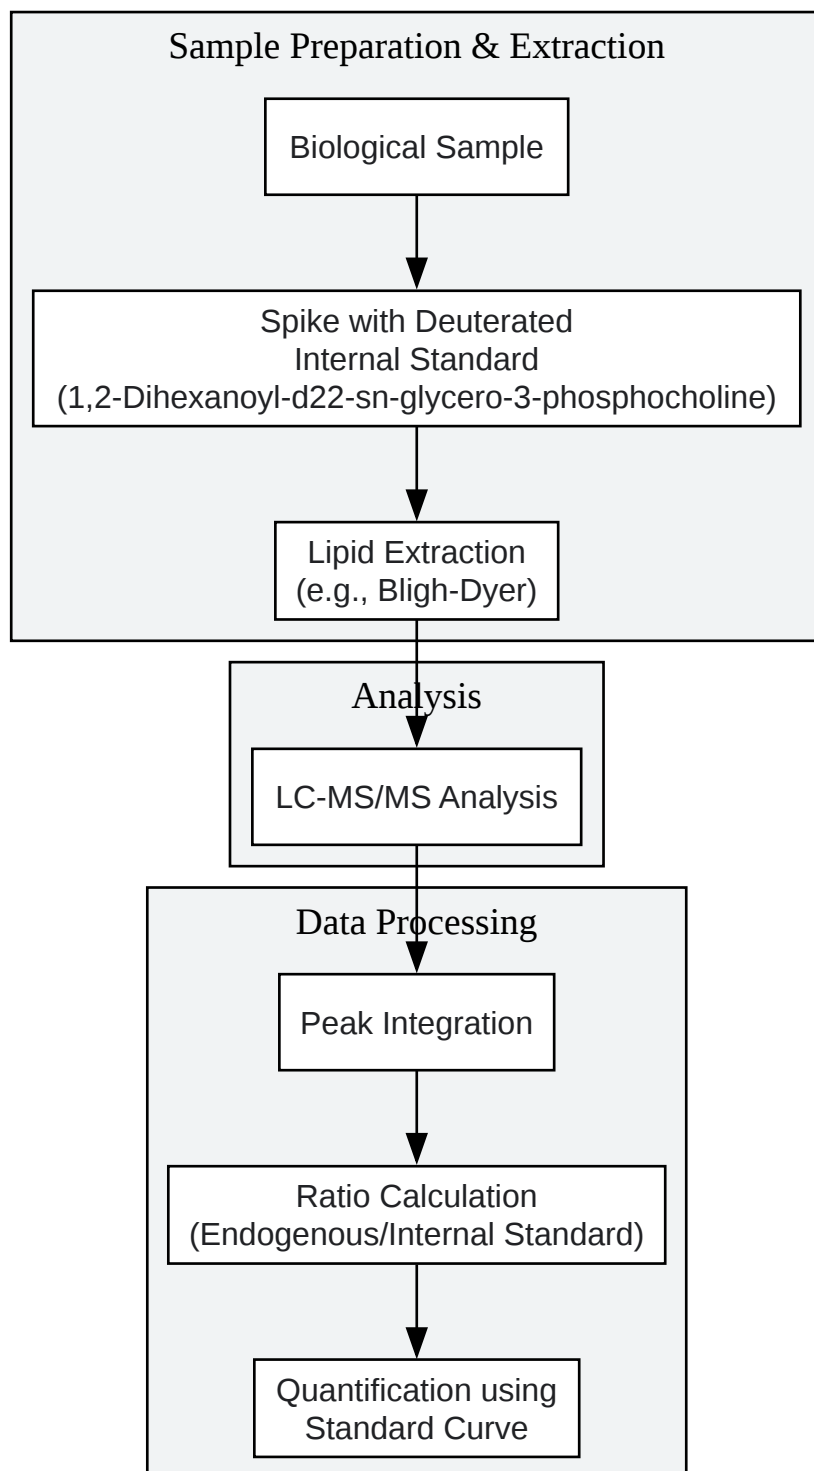 Sample Preparation & Extraction
Biological Sample
Spike with Deuterated
Internal Standard
(1,2-Dihexanoyl-d22-sn-glycero-3-phosphocholine)
Lipid Extraction
(e.g., Bligh-Dyer)
Analysis
LC-MS/MS Analysis
Data Processing
Peak Integration
Ratio Calculation
(Endogenous/Internal Standard)
Quantification using
Standard Curve